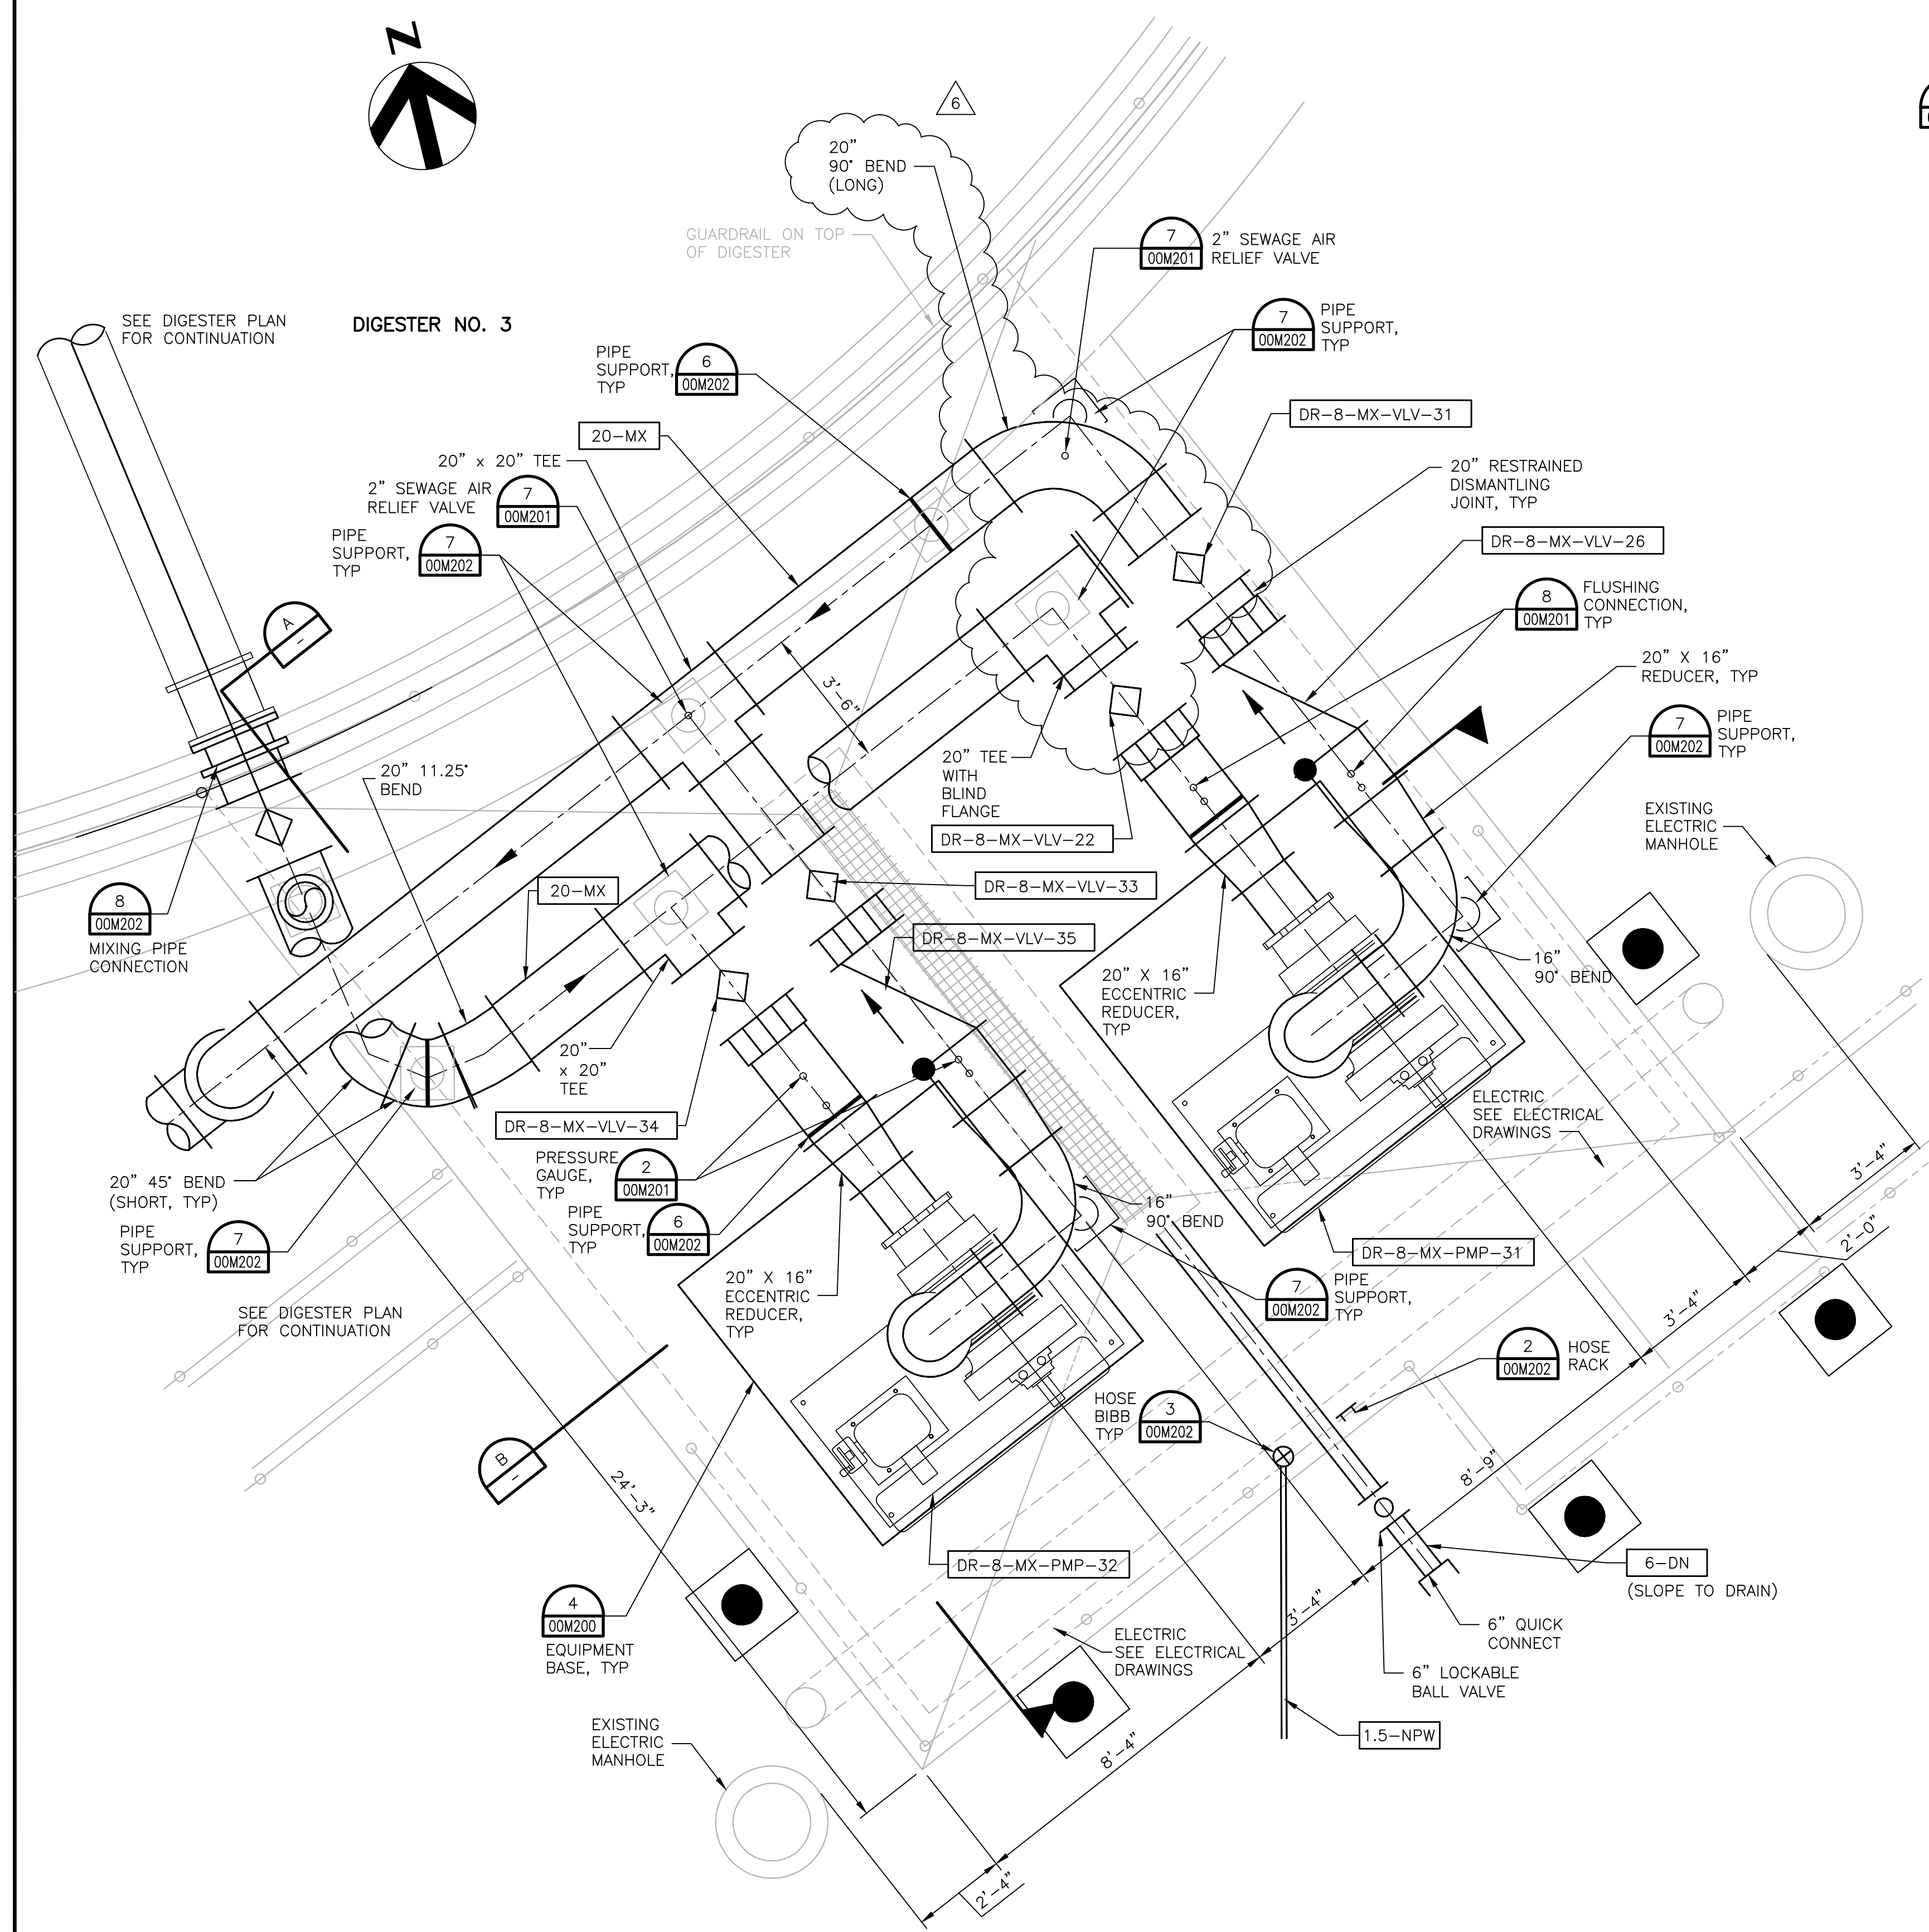 N
6
20"
90° BEND
(LONG)
GUARDRAIL ON TOP
OF DIGESTER
7
00M201
2" SEWAGE AIR
RELIEF VALVE
SEE DIGESTER PLAN
FOR CONTINUATION
DIGESTER NO. 3
7
00M202
PIPE
SUPPORT,
TYP
PIPE
SUPPORT,
TYP
6
00M202
DR-8-MX-VLV-31
20-MX
20" x 20" TEE
20" RESTRAINED
DISMANTLING
JOINT, TYP
2" SEWAGE AIR
RELIEF VALVE
7
00M201
PIPE
SUPPORT,
TYP
7
00M202
DR-8-MX-VLV-26
8
00M201
FLUSHING
CONNECTION,
TYP
A
-
20" X 16"
REDUCER, TYP
3'-6"
7
00M202
PIPE
SUPPORT,
TYP
20" 11.25°
BEND
20" TEE
WITH
BLIND
FLANGE
DR-8-MX-VLV-22
EXISTING
ELECTRIC
MANHOLE
8
00M202
MIXING PIPE
CONNECTION
20-MX
DR-8-MX-VLV-33
DR-8-MX-VLV-35
20" X 16"
ECCENTRIC
REDUCER,
TYP
16"
90° BEND
20"
x 20"
TEE
DR-8-MX-VLV-34
ELECTRIC
SEE ELECTRICAL
DRAWINGS
PRESSURE
GAUGE,
TYP
2
00M201
20" 45° BEND
(SHORT, TYP)
PIPE
SUPPORT,
TYP
6
00M202
16"
90° BEND
3'-4"
PIPE
SUPPORT,
TYP
7
00M202
DR-8-MX-PMP-31
2'-0"
20" X 16"
ECCENTRIC
REDUCER,
TYP
7
00M202
PIPE
SUPPORT,
TYP
3'-4"
SEE DIGESTER PLAN
FOR CONTINUATION
2
00M202
HOSE
RACK
HOSE
BIBB
TYP
3
00M202
B
-
24'-3"
8'-9"
DR-8-MX-PMP-32
6-DN
(SLOPE TO DRAIN)
4
00M200
EQUIPMENT
BASE, TYP
3'-4"
6" QUICK
CONNECT
ELECTRIC
SEE ELECTRICAL
DRAWINGS
6" LOCKABLE
BALL VALVE
EXISTING
ELECTRIC
MANHOLE
1.5-NPW
8'-4"
2'-4"